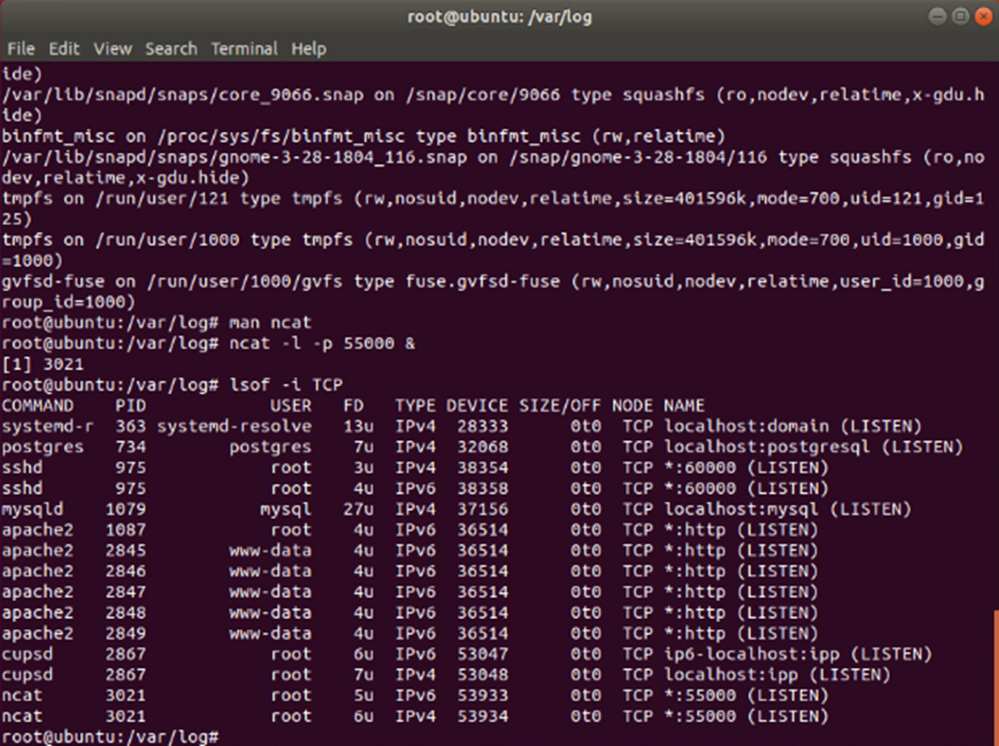 root@ubuntu: /var/log
File Edit View Search Terminal Help
ide)
/var/lib/snapd/snaps/core_9066.snap on /snap/core/9066 type squashfs (ro,nodev,relatime,x-gdu.h
ide)
binfmt_misc on /proc/sys/fs/binfmt_misc type binfmt_misc (rw,relatime)
/var/lib/snapd/snaps/gnome-3-28-1804_116.snap on /snap/gnome-3-28-1804/116 type squashfs (ro,no
dev,relatime,x-gdu.hide)
tmpfs on /run/user/121 type tmpfs (rw,nosuid,nodev,relatime,size=401596k,mode=700,uid=121,gid=1
25)
tmpfs on /run/user/1000 type tmpfs (rw,nosuid,nodev,relatime,size=401596k,mode=700,uid=1000,gid
=1000)
gvfsd-fuse on /run/user/1000/gvfs type fuse.gvfsd-fuse (rw,nosuid,nodev,relatime,user_id=1000,g
roup_id=1000)
root@ubuntu:/var/log# man ncat
root@ubuntu:/var/log# ncat -l -p 55000 &
[1] 3021
root@ubuntu:/var/log# lsof -i TCP
COMMAND    PID            USER   FD   TYPE DEVICE SIZE/OFF NODE NAME
systemd-r  363 systemd-resolve   13u  IPv4  28333      0t0  TCP localhost:domain (LISTEN)
postgres   734        postgres    7u  IPv4  32068      0t0  TCP localhost:postgresql (LISTEN)
sshd       975            root    3u  IPv4  38354      0t0  TCP *:60000 (LISTEN)
sshd       975            root    4u  IPv6  38358      0t0  TCP *:60000 (LISTEN)
mysqld    1079           mysql   27u  IPv4  37156      0t0  TCP localhost:mysql (LISTEN)
apache2   1087            root    4u  IPv6  36514      0t0  TCP *:http (LISTEN)
apache2   2845        www-data    4u  IPv6  36514      0t0  TCP *:http (LISTEN)
apache2   2846        www-data    4u  IPv6  36514      0t0  TCP *:http (LISTEN)
apache2   2847        www-data    4u  IPv6  36514      0t0  TCP *:http (LISTEN)
apache2   2848        www-data    4u  IPv6  36514      0t0  TCP *:http (LISTEN)
apache2   2849        www-data    4u  IPv6  36514      0t0  TCP *:http (LISTEN)
cupsd     2867            root    6u  IPv6  53047      0t0  TCP ip6-localhost:ipp (LISTEN)
cupsd     2867            root    7u  IPv4  53048      0t0  TCP localhost:ipp (LISTEN)
ncat      3021            root    5u  IPv6  53933      0t0  TCP *:55000 (LISTEN)
ncat      3021            root    6u  IPv4  53934      0t0  TCP *:55000 (LISTEN)
root@ubuntu:/var/log#